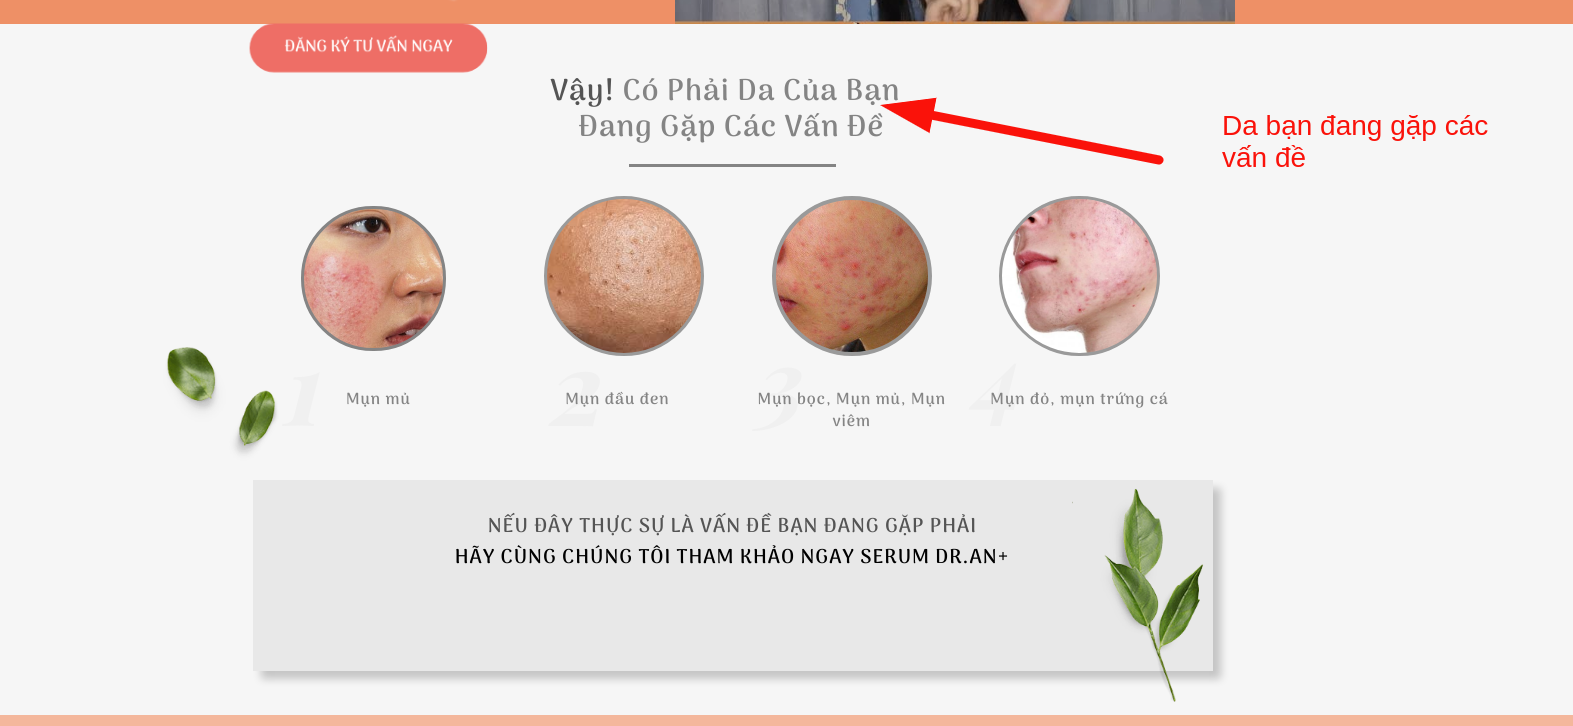 ĐĂNG KÝ TƯ VẤN NGAY
Vậy! Có Phải Da Của Bạn
Đang Gặp Các Vấn Đề
Da bạn đang gặp các
vấn đề
1
Mụn mủ
2
Mụn đầu đen
3
Mụn bọc, Mụn mủ, Mụn
viêm
4
Mụn đỏ, mụn trứng cá
NẾU ĐÂY THỰC SỰ LÀ VẤN ĐỀ BẠN ĐANG GẶP PHẢI
HÃY CÙNG CHÚNG TÔI THAM KHẢO NGAY SERUM DR.AN+